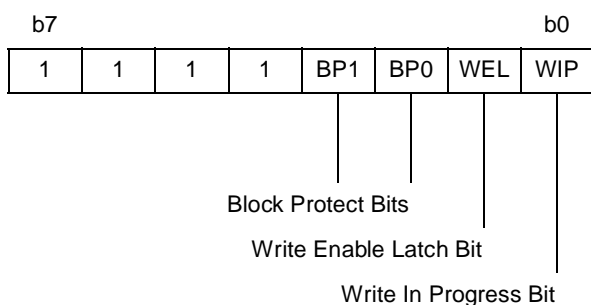 b7 b0
1 1 1 1 BP1 BP0 WEL WIP
Block Protect Bits
Write Enable Latch Bit
Write In Progress Bit